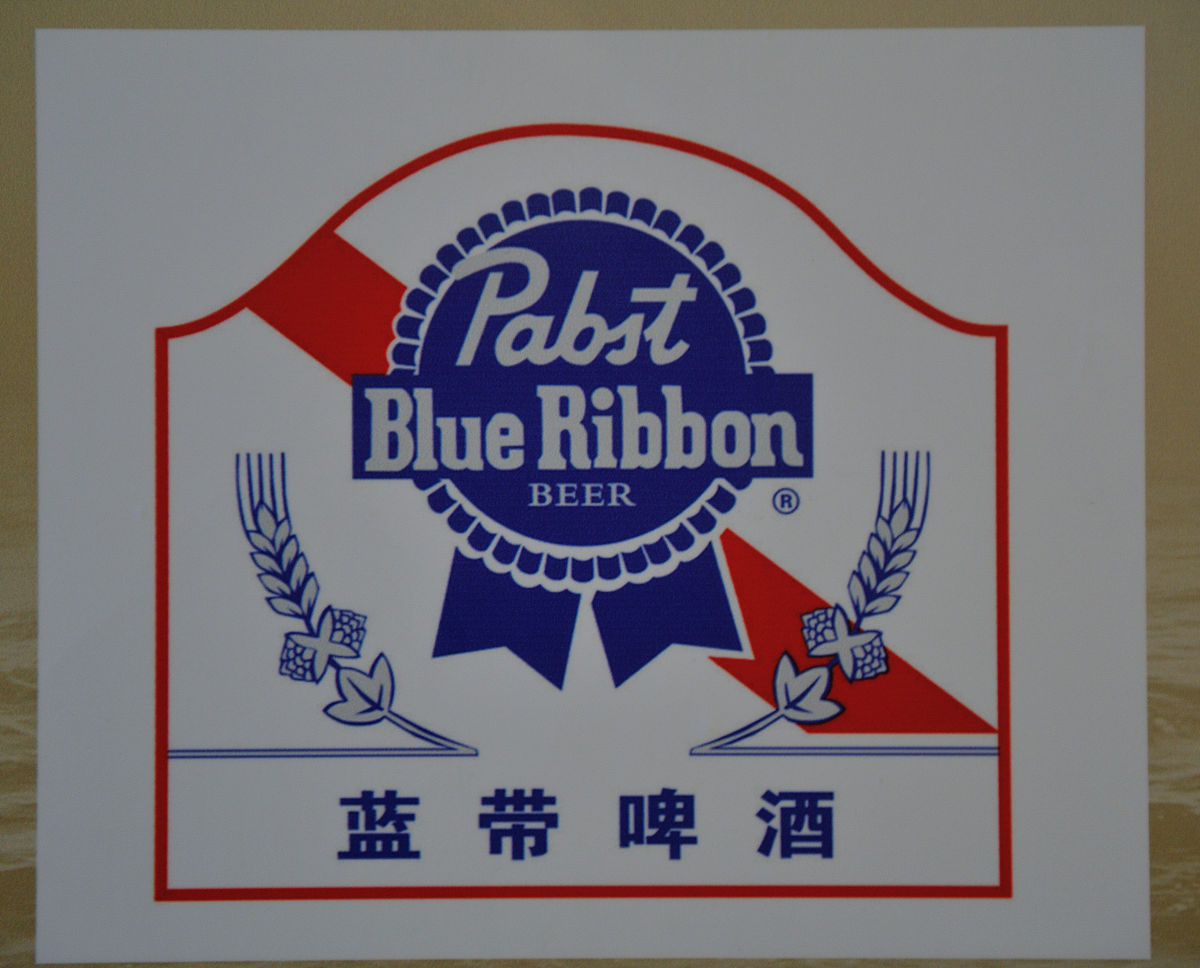 Pabst
Blue Ribbon
BEER
®
蓝带啤酒